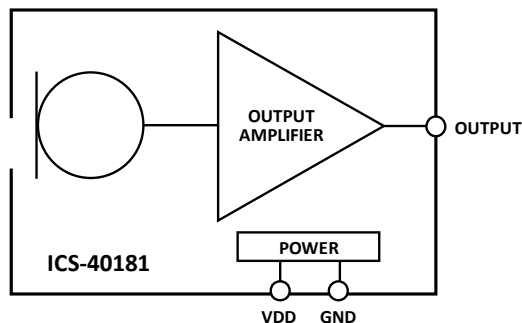 OUTPUT
AMPLIFIER
OUTPUT
POWER
ICS-40181
VDD GND